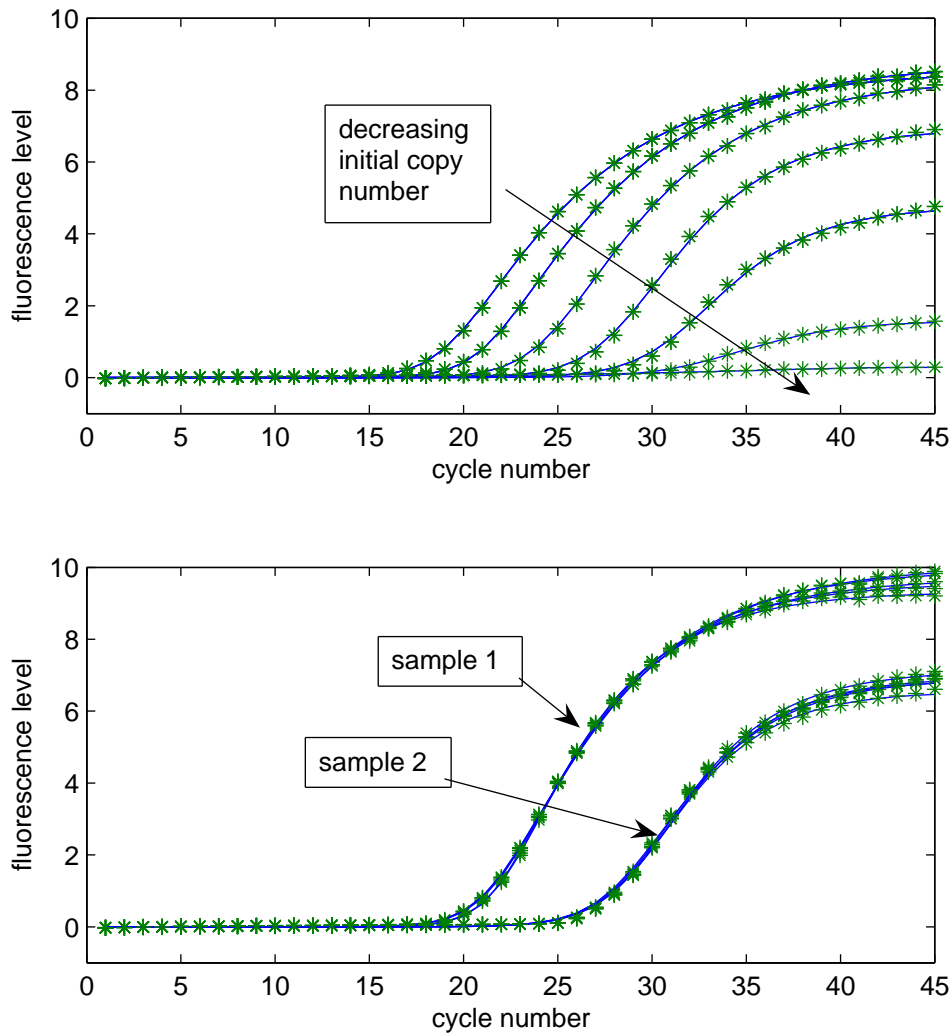 10
8
6
4
2
0
fluorescence level
decreasing
initial copy
number
0 5 10 15 20 25 30 35 40 45
cycle number
10
8
6
4
2
0
fluorescence level
sample 1
sample 2
0 5 10 15 20 25 30 35 40 45
cycle number